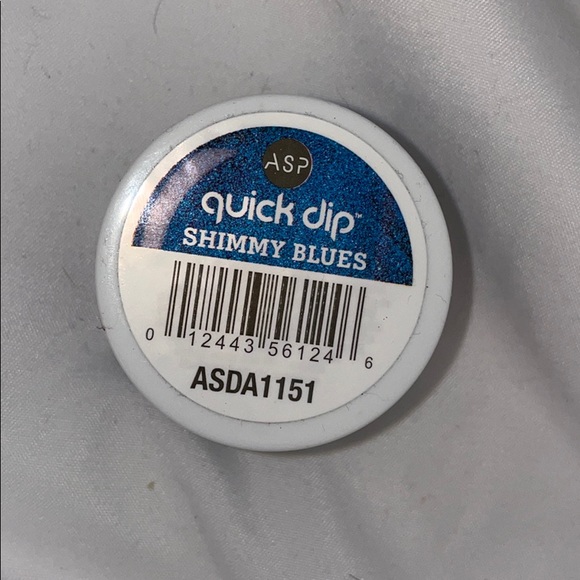 ASP
quick dip™
SHIMMY BLUES
0 12443 56124 6
ASDA1151